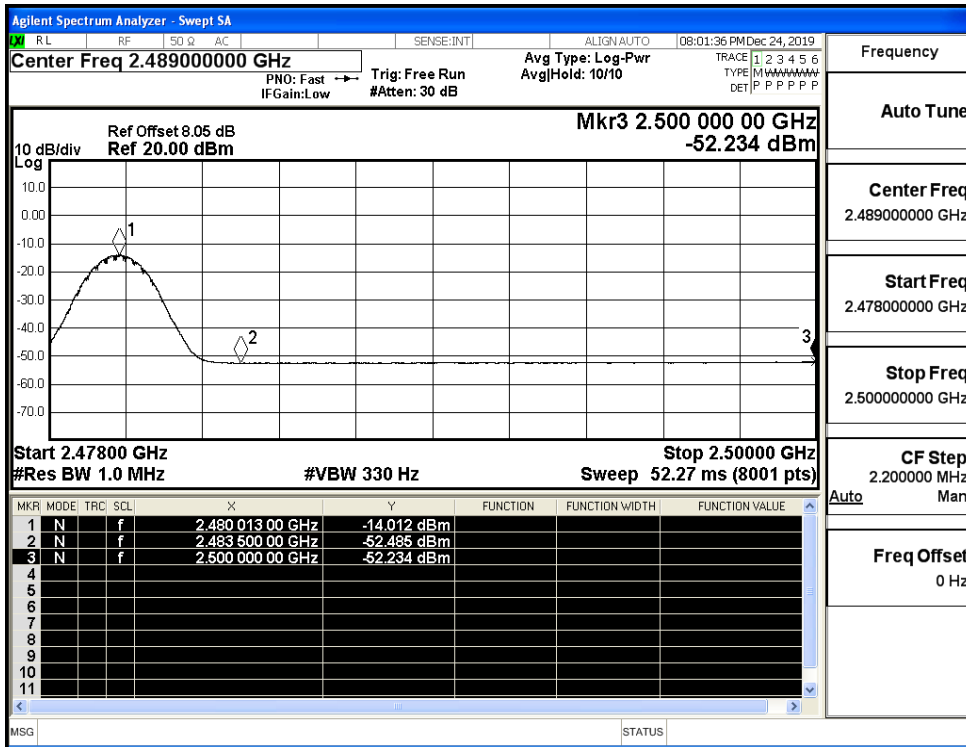 Agilent Spectrum Analyzer - Swept SA
LXI RL RF 50 Ω AC SENSE:INT ALIGN AUTO 08:01:36 PM Dec 24, 2019
Center Freq 2.489000000 GHz
PNO: Fast
IFGain:Low
Trig: Free Run
#Atten: 30 dB
Avg Type: Log-Pwr
Avg|Hold: 10/10
TRACE 1 2 3 4 5 6
TYPE M WWWWW
DET P P P P P P
Ref Offset 8.05 dB
10 dB/div Ref 20.00 dBm
Log
Mkr3 2.500 000 00 GHz
-52.234 dBm
10.0
0.00
-10.0
-20.0
-30.0
-40.0
-50.0
-60.0
-70.0
1
2
3
Start 2.47800 GHz Stop 2.50000 GHz
#Res BW 1.0 MHz #VBW 330 Hz Sweep 52.27 ms (8001 pts)
MKR MODE TRC SCL X Y FUNCTION FUNCTION WIDTH FUNCTION VALUE
1 N f 2.480 013 00 GHz -14.012 dBm
2 N f 2.483 500 00 GHz -52.485 dBm
3 N f 2.500 000 00 GHz -52.234 dBm
4
5
6
7
8
9
10
11
MSG STATUS
Frequency
Auto Tune
Center Freq
2.489000000 GHz
Start Freq
2.478000000 GHz
Stop Freq
2.500000000 GHz
CF Step
2.200000 MHz
Auto Man
Freq Offset
0 Hz